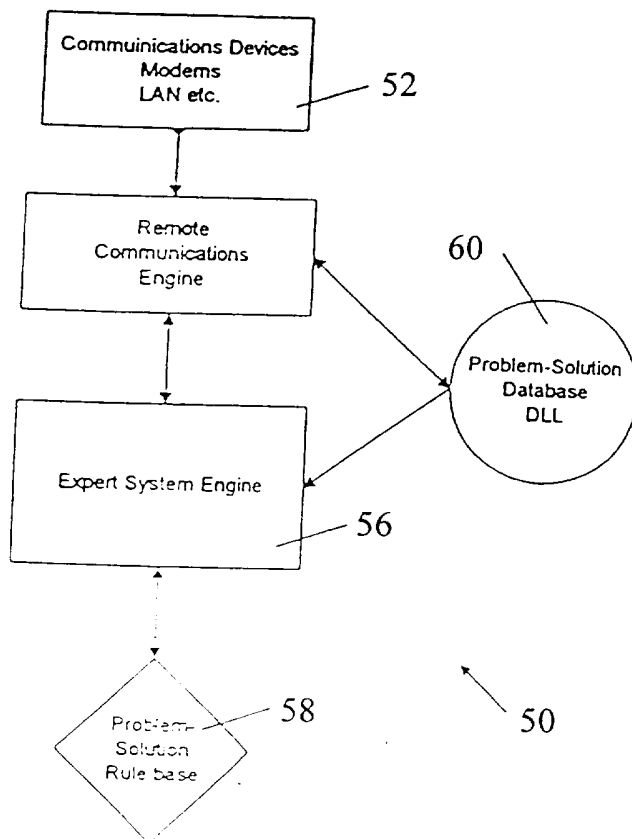 Commuinications Devices
Modems
LAN etc.
52
Remote
Communications
Engine
60
Problem-Solution
Database
DLL
Expert System Engine
56
58
Problem-
Solution
Rule base
50